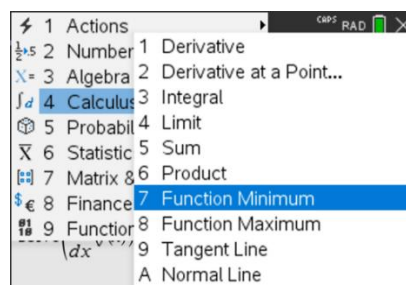 1 Actions
CAPS RAD
2 Number
3 Algebra
4 Calculus
5 Probabil
6 Statistic
7 Matrix &
8 Finance
9 Function
1 Derivative
2 Derivative at a Point...
3 Integral
4 Limit
5 Sum
6 Product
7 Function Minimum
8 Function Maximum
9 Tangent Line
A Normal Line
dx